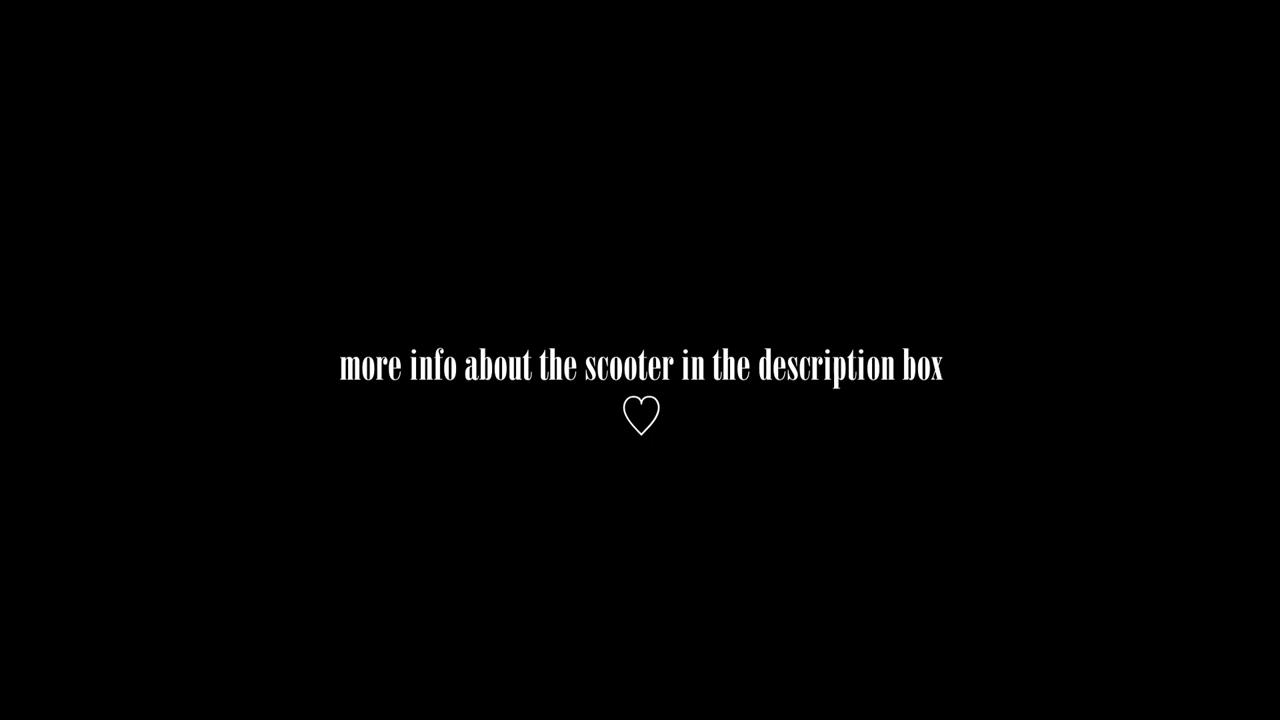 more info about the scooter in the description box
♡